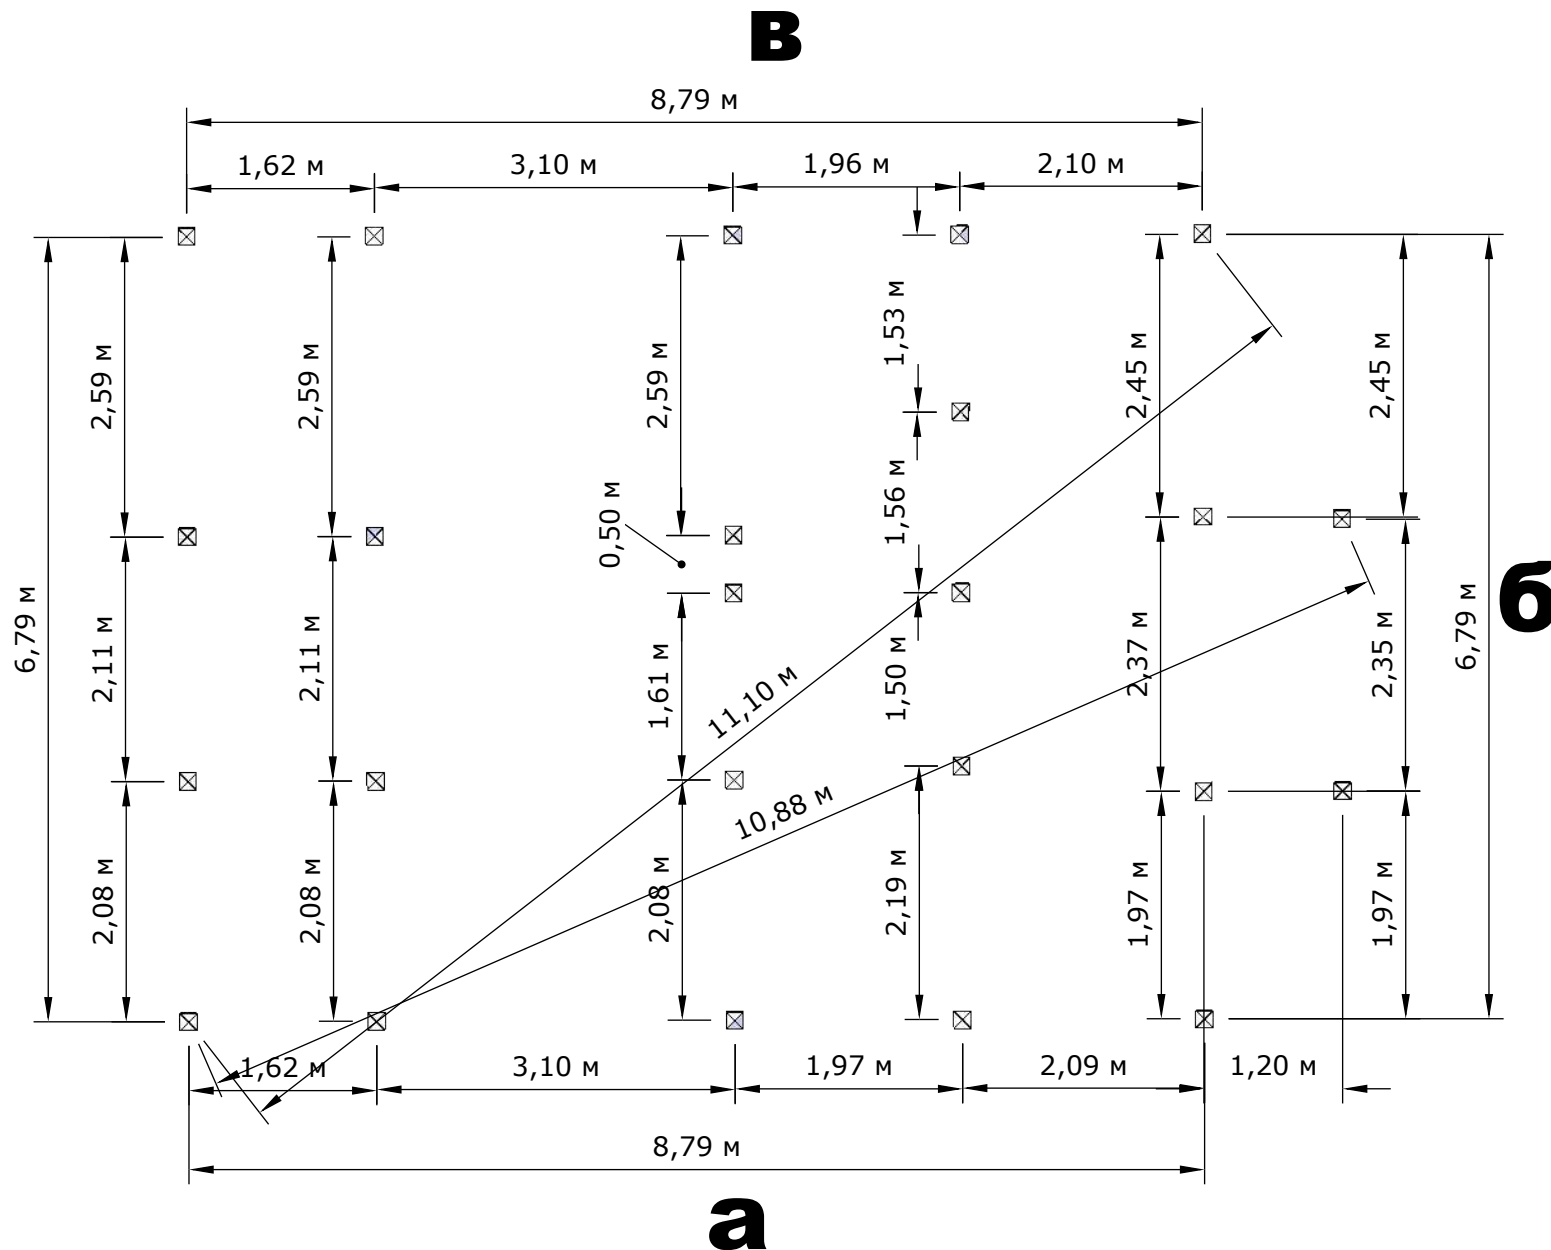 в
8,79 м
1,62 м
3,10 м
1,96 м
2,10 м
2,59 м
2,59 м
2,59 м
1,53 м
2,45 м
2,45 м
0,50 м
1,56 м
б
6,79 м
2,11 м
2,11 м
1,61 м
1,50 м
2,37 м
2,35 м
6,79 м
11,10 м
10,88 м
2,08 м
2,08 м
2,08 м
2,19 м
1,97 м
1,97 м
1,62 м
3,10 м
1,97 м
2,09 м
1,20 м
8,79 м
а